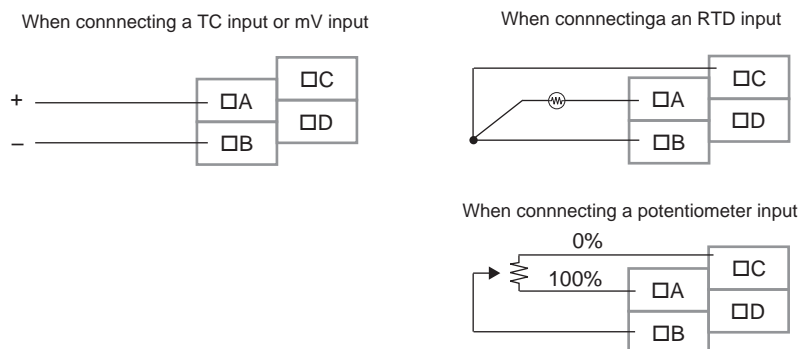 When connnecting a TC input or mV input
+
−
□A
□B
□C
□D
When connnectinga an RTD input
□A
□B
□C
□D
When connnecting a potentiometer input
0%
100%
□A
□B
□C
□D